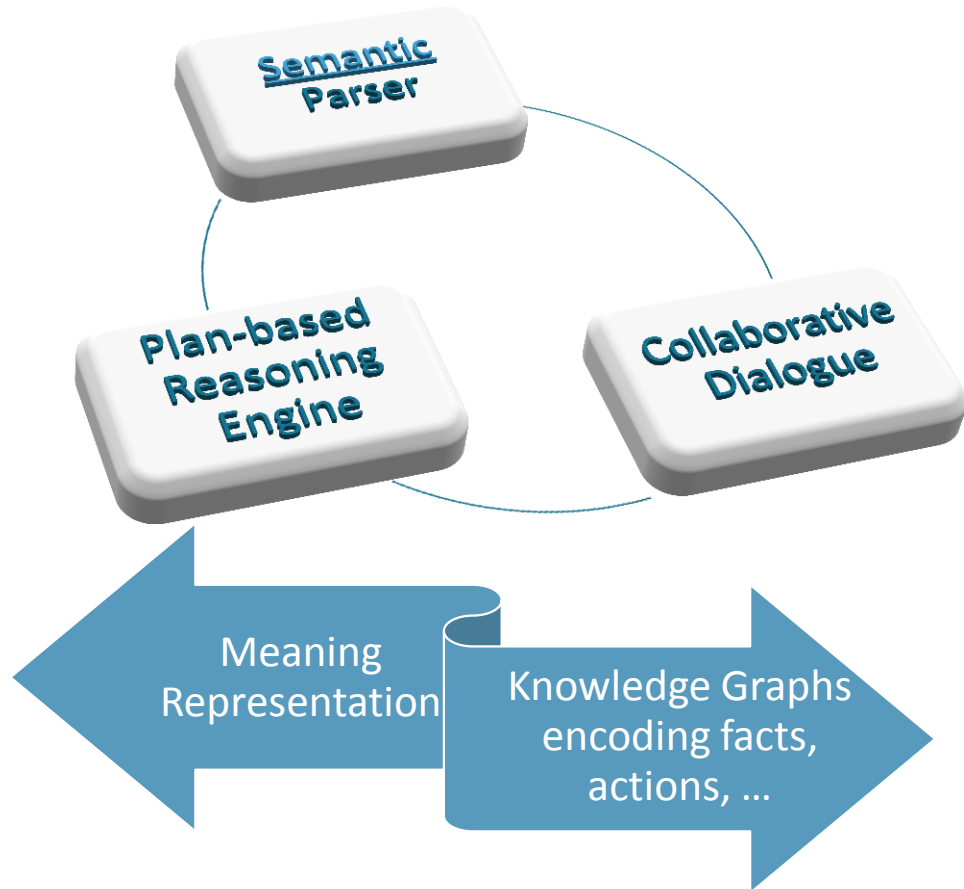 Semantic
Parser
Plan-based
Reasoning
Engine
Collaborative
Dialogue
Meaning
Representation
Knowledge Graphs
encoding facts,
actions, …